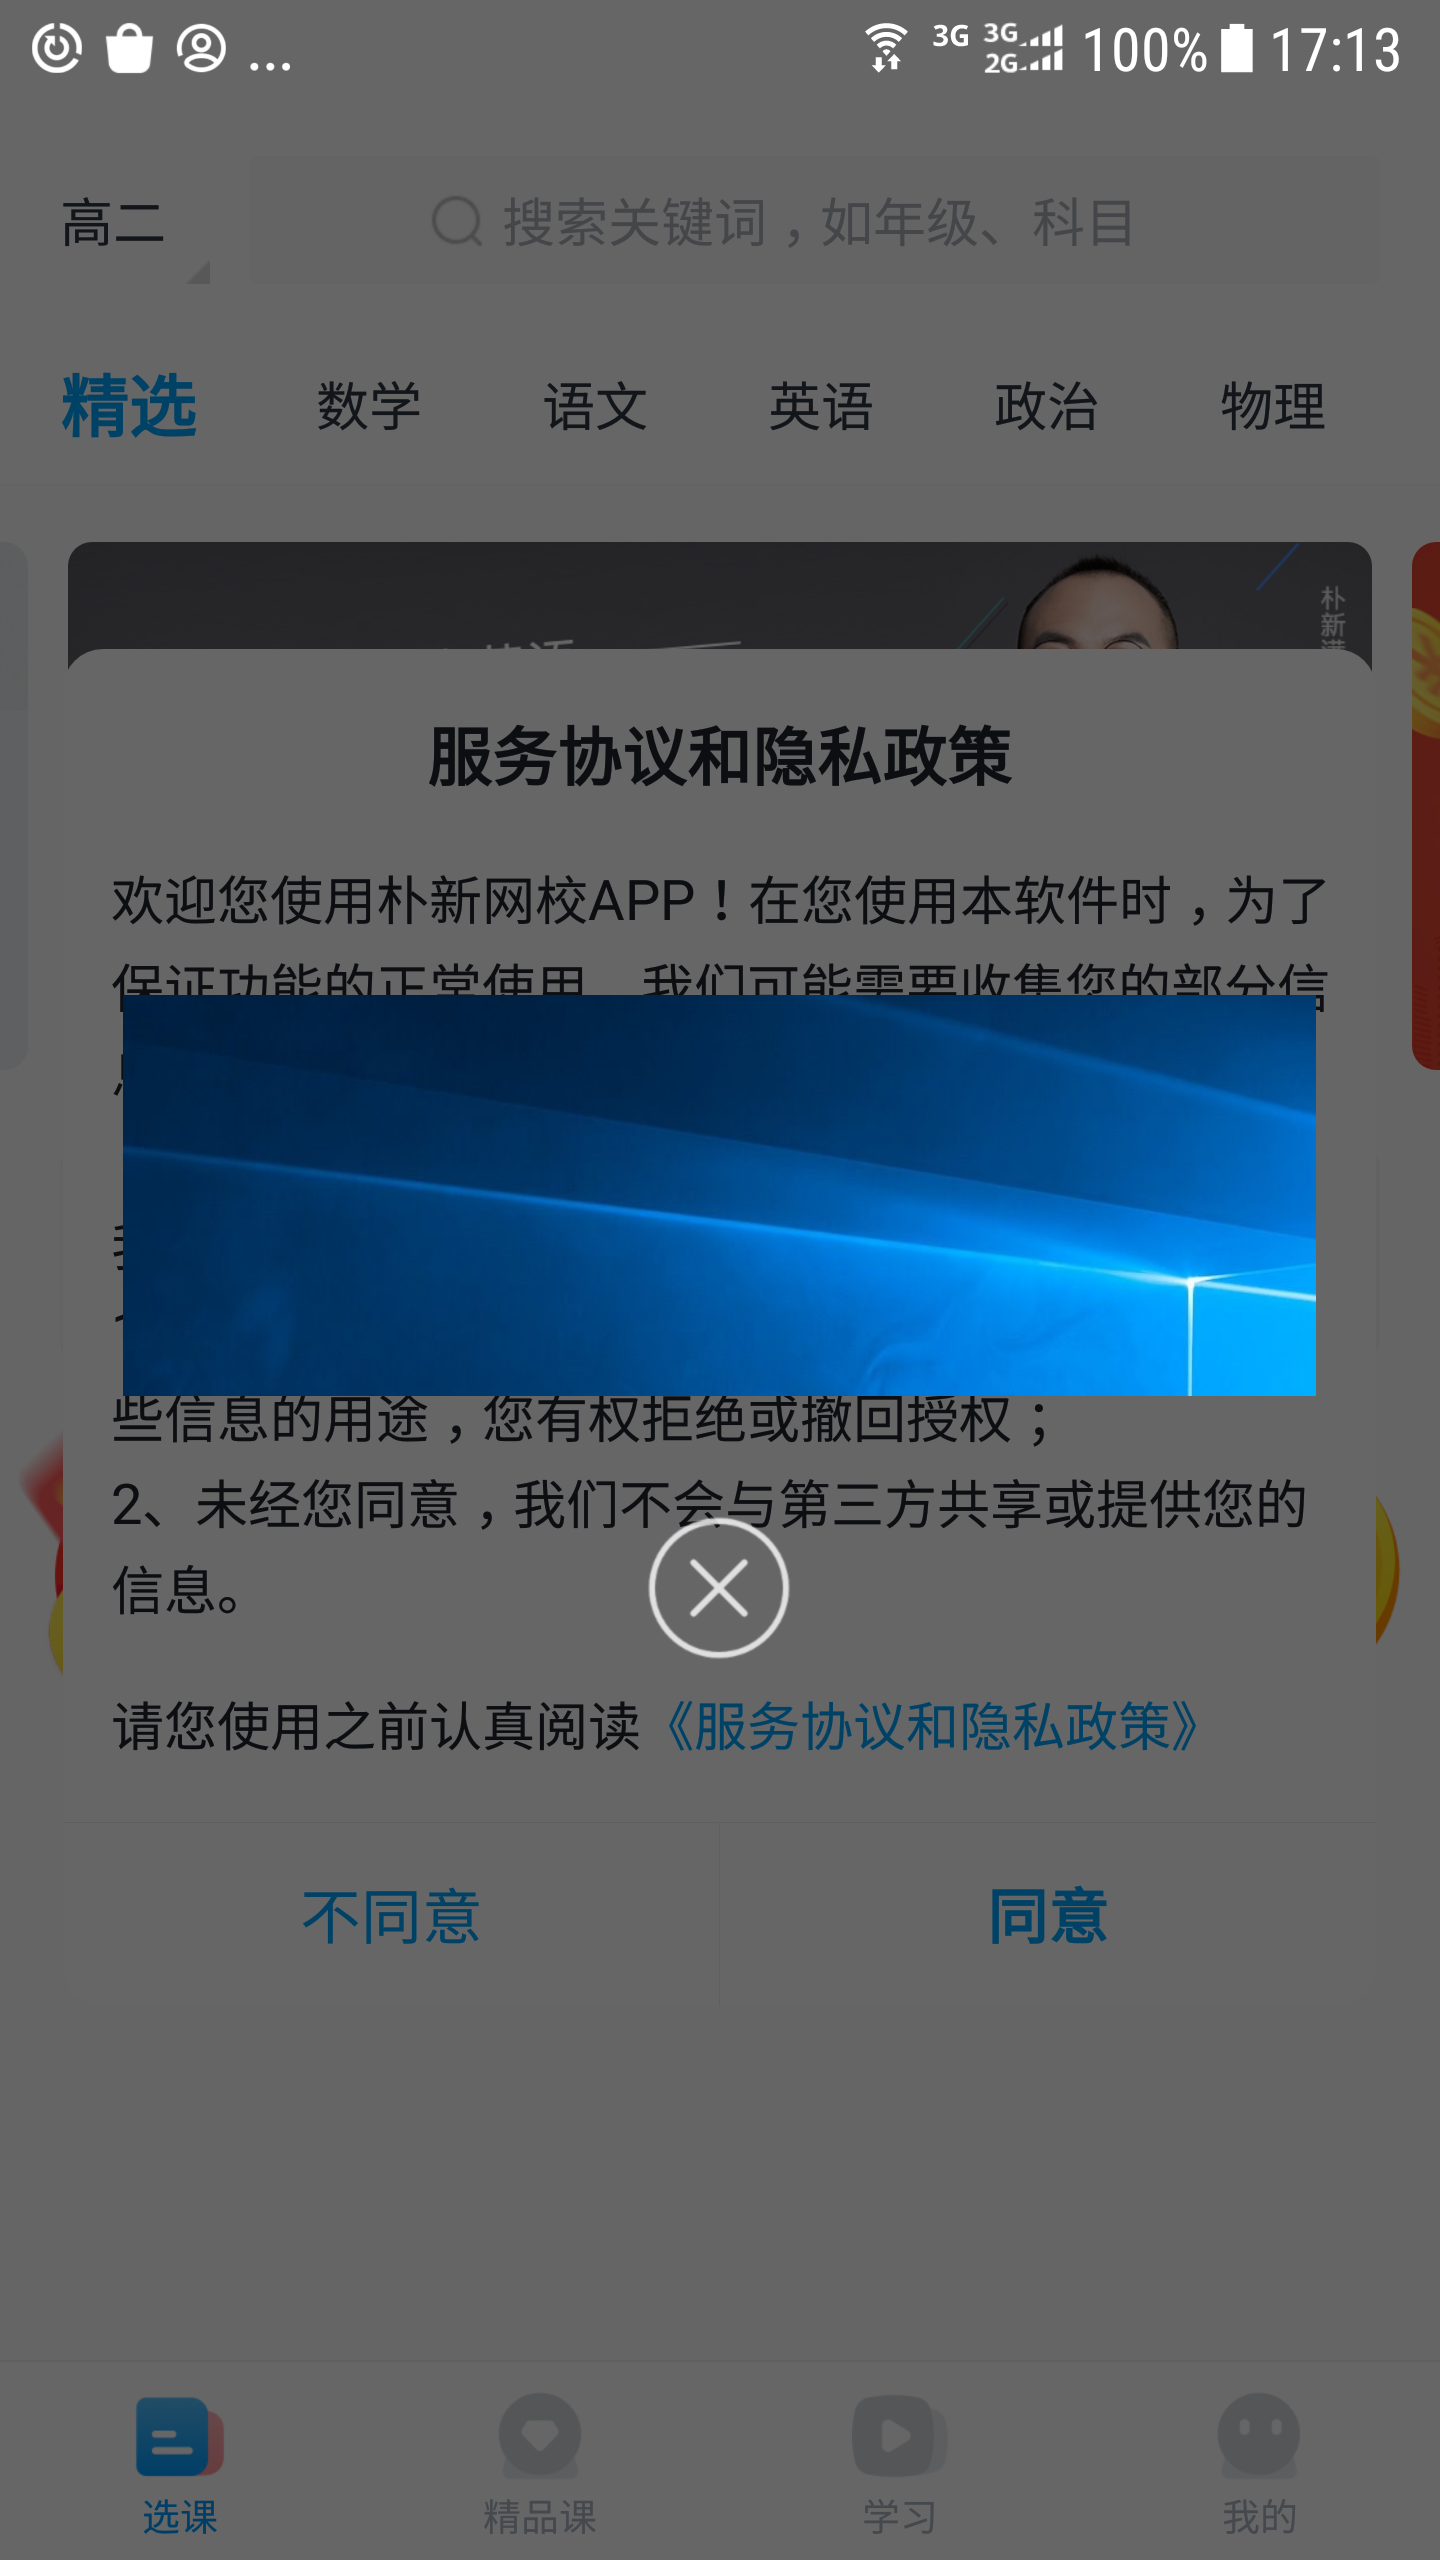 3G 3G 2G 100% 17:13
高二
搜索关键词，如年级、科目
精选 数学 语文 英语 政治 物理
朴新
服务协议和隐私政策
欢迎您使用朴新网校APP！在您使用本软件时，为了
保证功能的正常使用，我们可能需要收集您的部分信
些信息的用途，您有权拒绝或撤回授权；
2、未经您同意，我们不会与第三方共享或提供您的
信息。
请您使用之前认真阅读《服务协议和隐私政策》
不同意 同意
选课 精品课 学习 我的